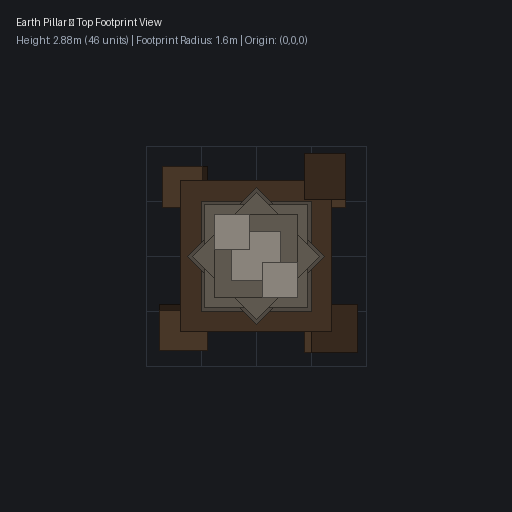 Earth Pillar ▯ Top Footprint View
Height: 2.88m (46 units) | Footprint Radius: 1.6m | Origin: (0,0,0)